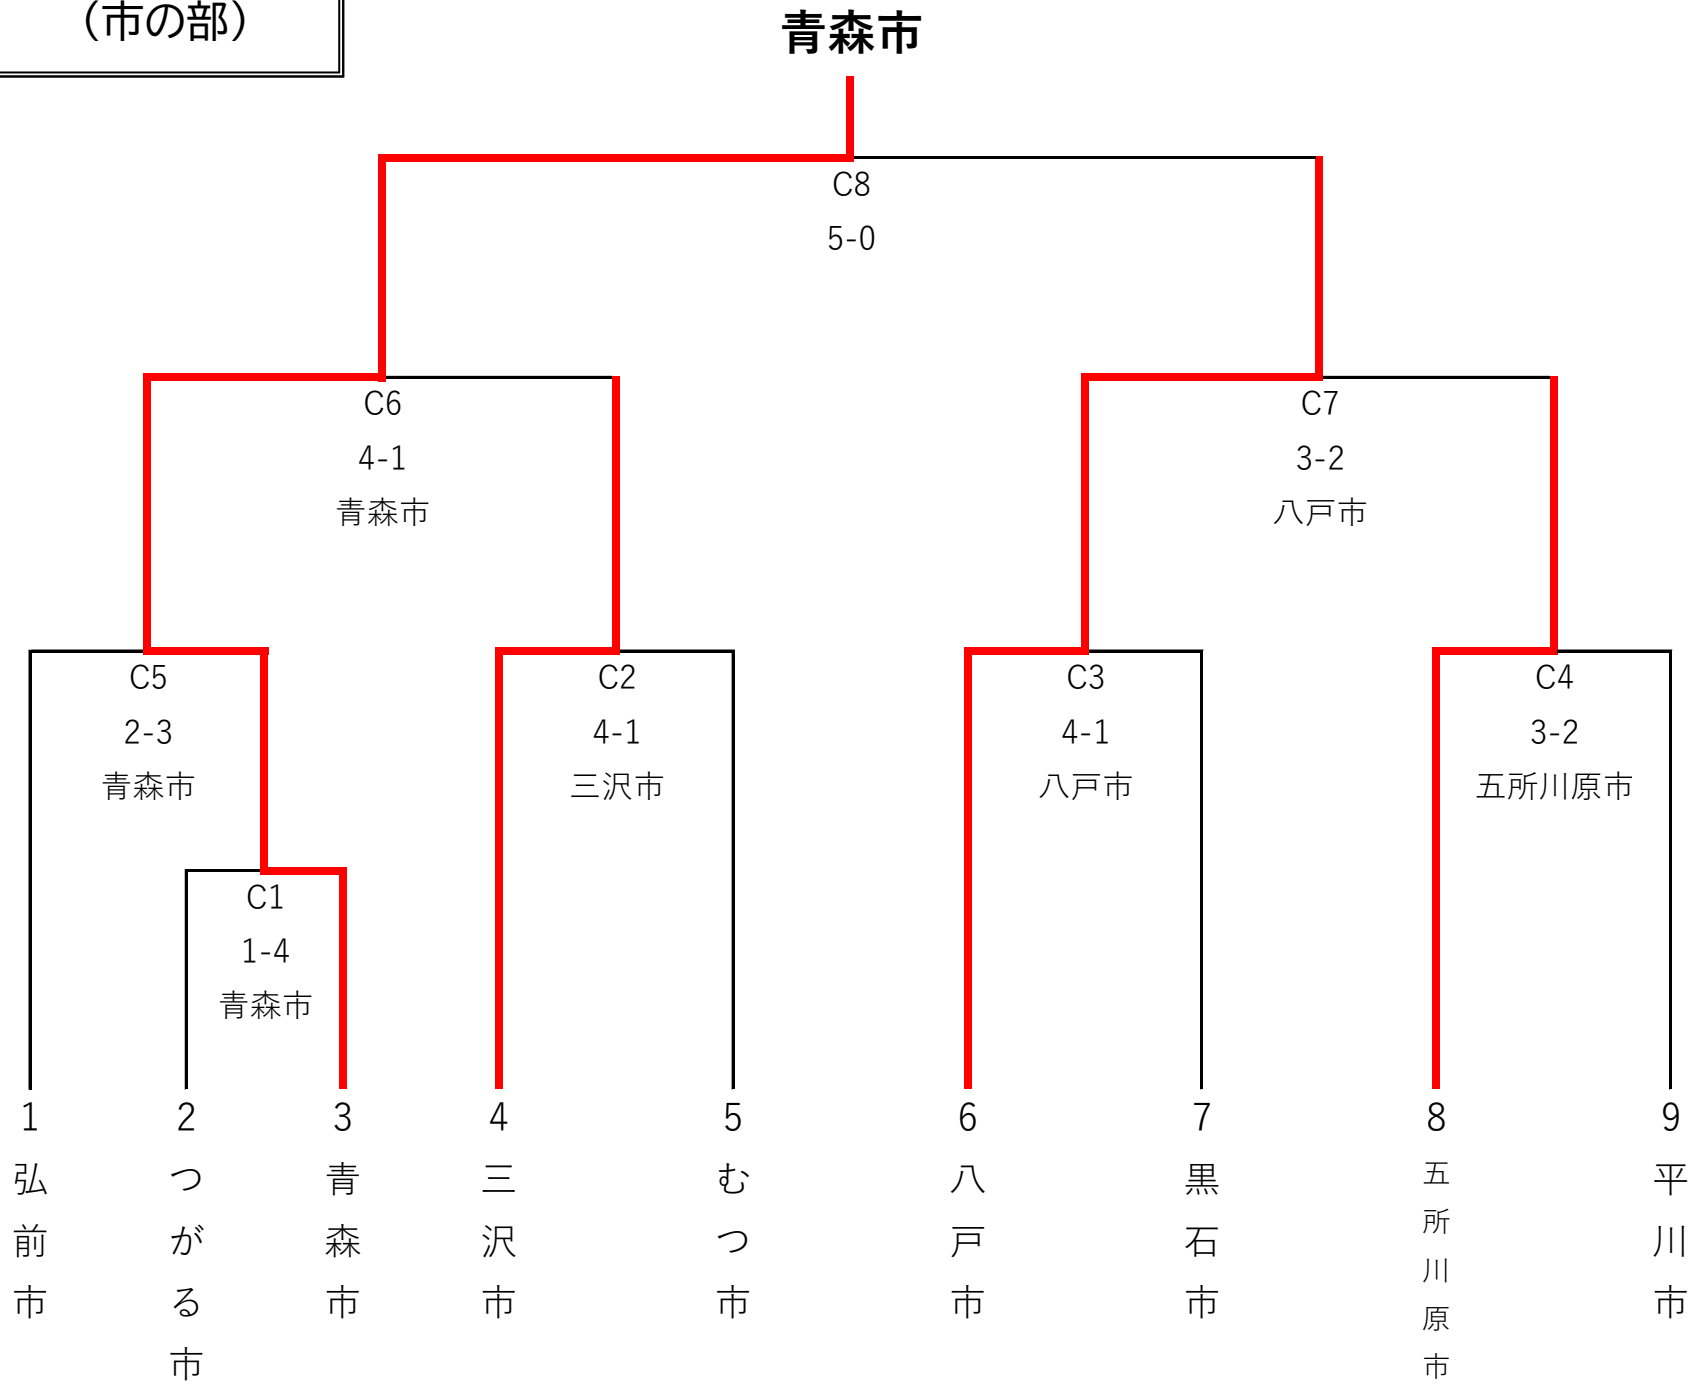 （市の部）
青森市
C8
5-0
C6
4-1
青森市
C7
3-2
八戸市
C5
2-3
青森市
C2
4-1
三沢市
C3
4-1
八戸市
C4
3-2
五所川原市
C1
1-4
青森市
1
弘前市
2
つがる市
3
青森市
4
三沢市
5
むつ市
6
八戸市
7
黒石市
8
五所川原市
9
平川市